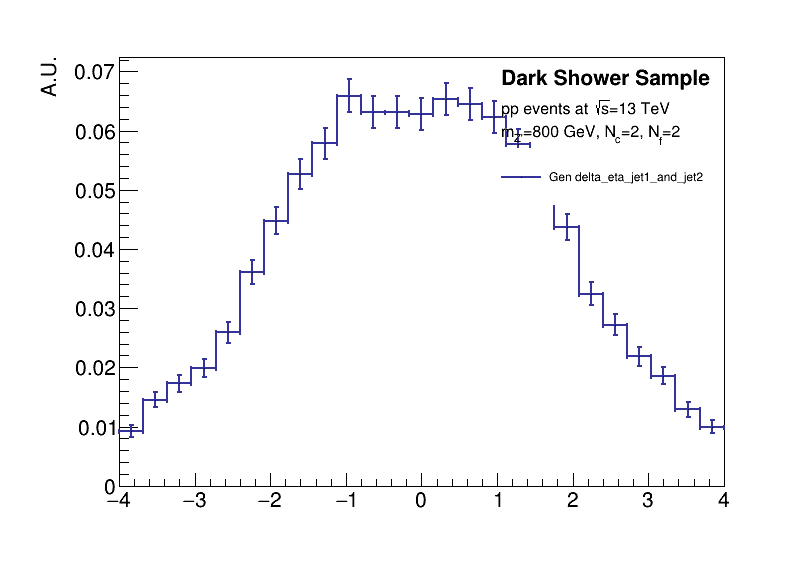 A.U.
Dark Shower Sample
pp events at √s=13 TeV
=800 GeV, Nc=2, Nf=2
Gen delta_eta_jet1_and_jet2
0.07
0.06
0.05
0.04
0.03
0.02
0.01
0
−4 −3 −2 −1 0 1 2 3 4